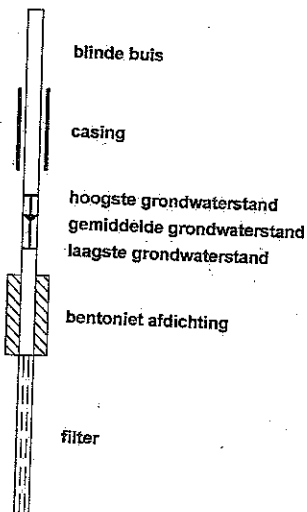 blinde buis
casing
hoogste grondwaterstand
gemiddelde grondwaterstand
laagste grondwaterstand
bentoniet afdichting
filter